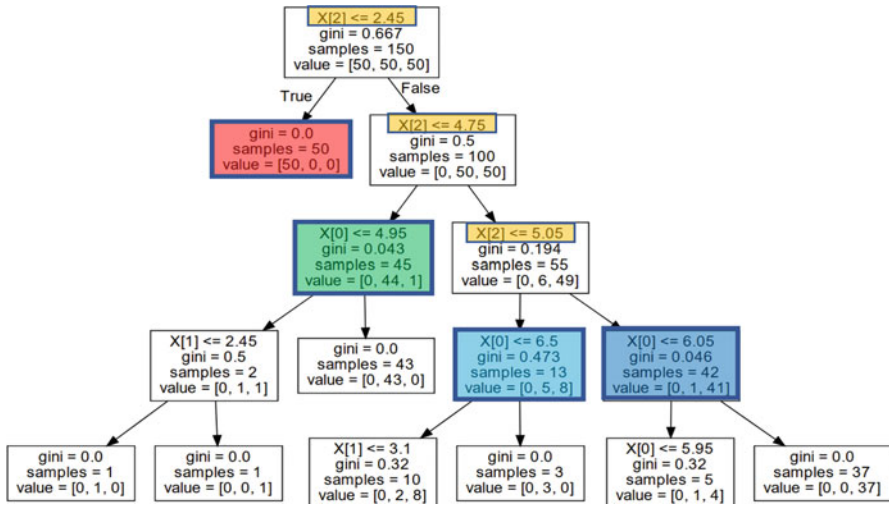 X[2] <= 2.45
gini = 0.667
samples = 150
value = [50, 50, 50]
True
False
gini = 0.0
samples = 50
value = [50, 0, 0]
X[2] <= 4.75
gini = 0.5
samples = 100
value = [0, 50, 50]
X[0] <= 4.95
gini = 0.043
samples = 45
value = [0, 44, 1]
X[2] <= 5.05
gini = 0.194
samples = 55
value = [0, 6, 49]
X[1] <= 2.45
gini = 0.5
samples = 2
value = [0, 1, 1]
gini = 0.0
samples = 43
value = [0, 43, 0]
X[0] <= 6.5
gini = 0.473
samples = 13
value = [0, 5, 8]
X[0] <= 6.05
gini = 0.046
samples = 42
value = [0, 1, 41]
gini = 0.0
samples = 1
value = [0, 1, 0]
gini = 0.0
samples = 1
value = [0, 0, 1]
X[1] <= 3.1
gini = 0.32
samples = 10
value = [0, 2, 8]
gini = 0.0
samples = 3
value = [0, 3, 0]
X[0] <= 5.95
gini = 0.32
samples = 5
value = [0, 1, 4]
gini = 0.0
samples = 37
value = [0, 0, 37]